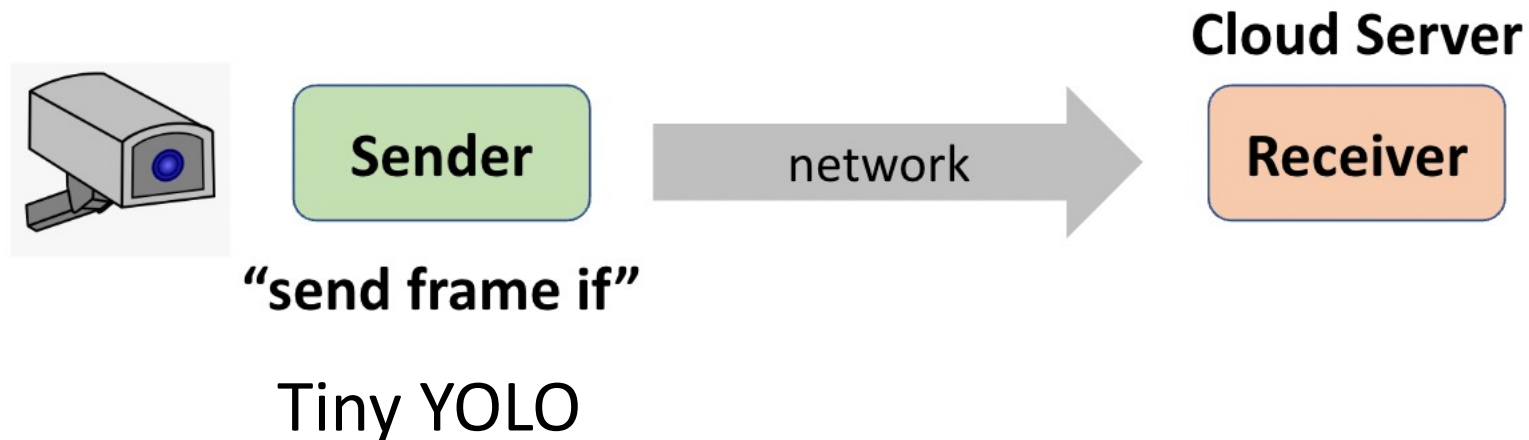 Cloud Server
Sender
network
Receiver
“send frame if”
Tiny YOLO